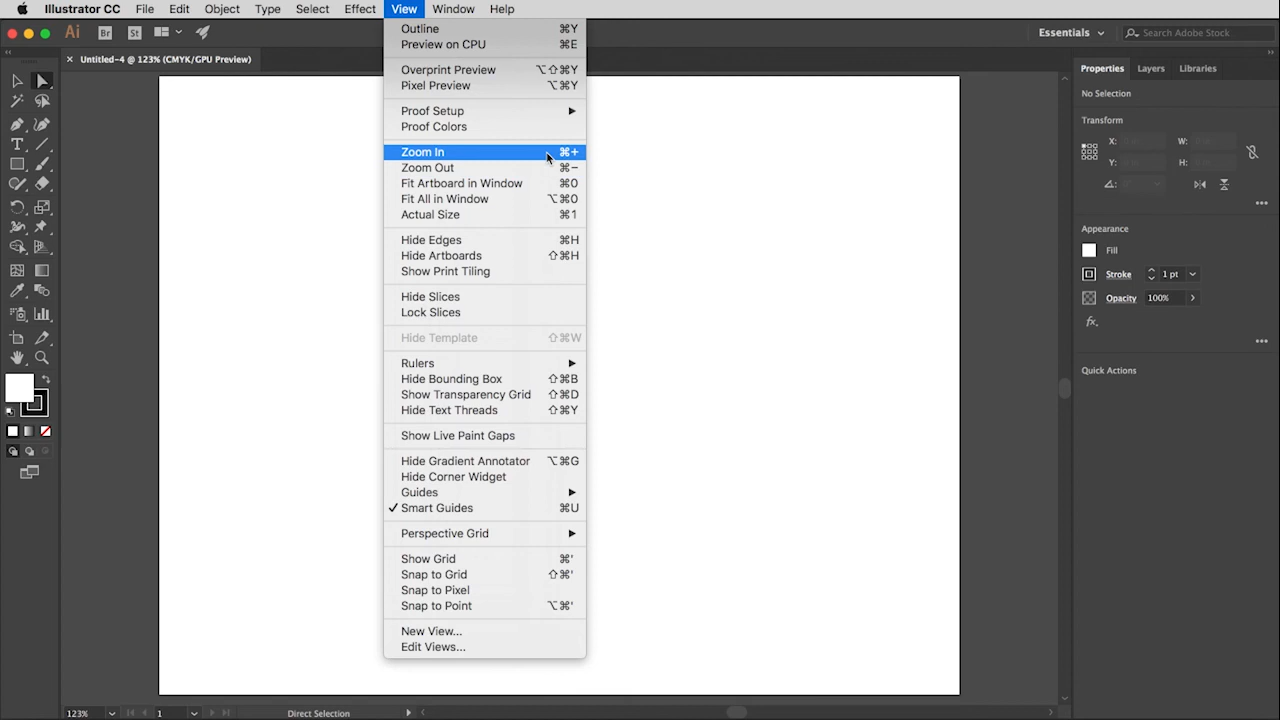 Illustrator CC File Edit Object Type Select Effect View Window Help
Ai Br St Essentials Search Adobe Stock
× Untitled-4 @ 123% (CMYK/GPU Preview)
Outline ⌘Y
Preview on CPU ⌘E
Overprint Preview ⌥⇧⌘Y
Pixel Preview ⌥⌘Y
Proof Setup ▶
Proof Colors
Zoom In ⌘+
Zoom Out ⌘−
Fit Artboard in Window ⌘0
Fit All in Window ⌥⌘0
Actual Size ⌘1
Hide Edges ⌘H
Hide Artboards ⇧⌘H
Show Print Tiling
Hide Slices
Lock Slices
Hide Template ⇧⌘W
Rulers ▶
Hide Bounding Box ⇧⌘B
Show Transparency Grid ⇧⌘D
Hide Text Threads ⇧⌘Y
Show Live Paint Gaps
Hide Gradient Annotator ⌥⌘G
Hide Corner Widget
Guides ▶
✓ Smart Guides ⌘U
Perspective Grid ▶
Show Grid ⌘'
Snap to Grid ⇧⌘'
Snap to Pixel
Snap to Point ⌥⌘'
New View...
Edit Views...
Properties Layers Libraries
No Selection
Transform
X: W:
Y: H:
Appearance
Fill
Stroke 1 pt
Opacity 100%
fx.
Quick Actions
123% 1 Direct Selection